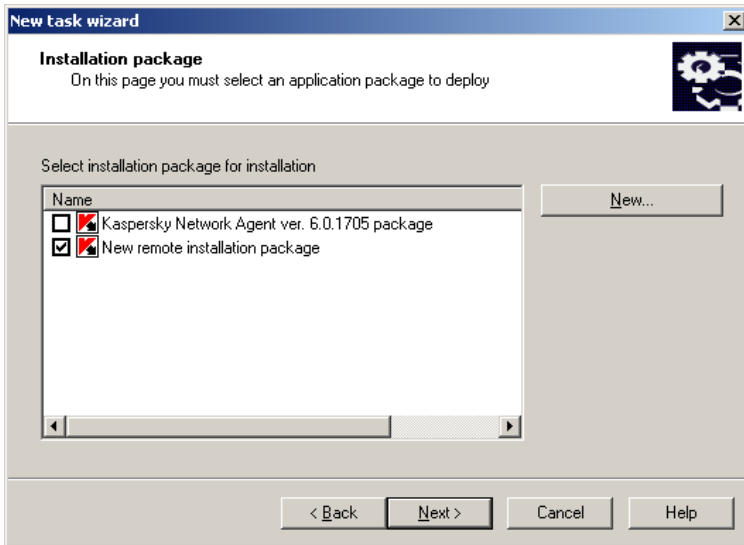 New task wizard
Installation package
On this page you must select an application package to deploy
Select installation package for installation
Name
New...
Kaspersky Network Agent ver. 6.0.1705 package
New remote installation package
< Back
Next >
Cancel
Help